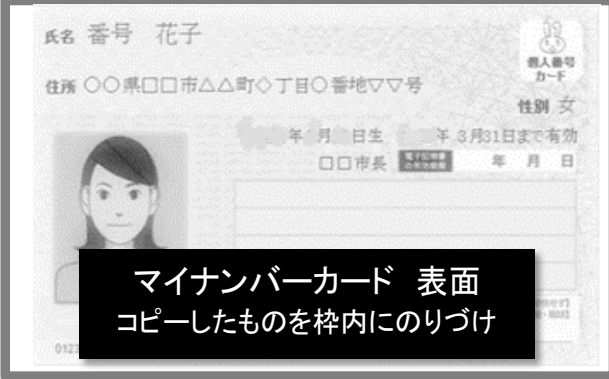 氏名 番号 花子
個人番号
カード
住所 ○○県□□市△△町◇丁目○番地▽▽号
性別 女
年 月 日生 年 3月31日まで有効
□□市長 年 月 日
マイナンバーカード 表面
コピーしたものを枠内にのりづけ
0123